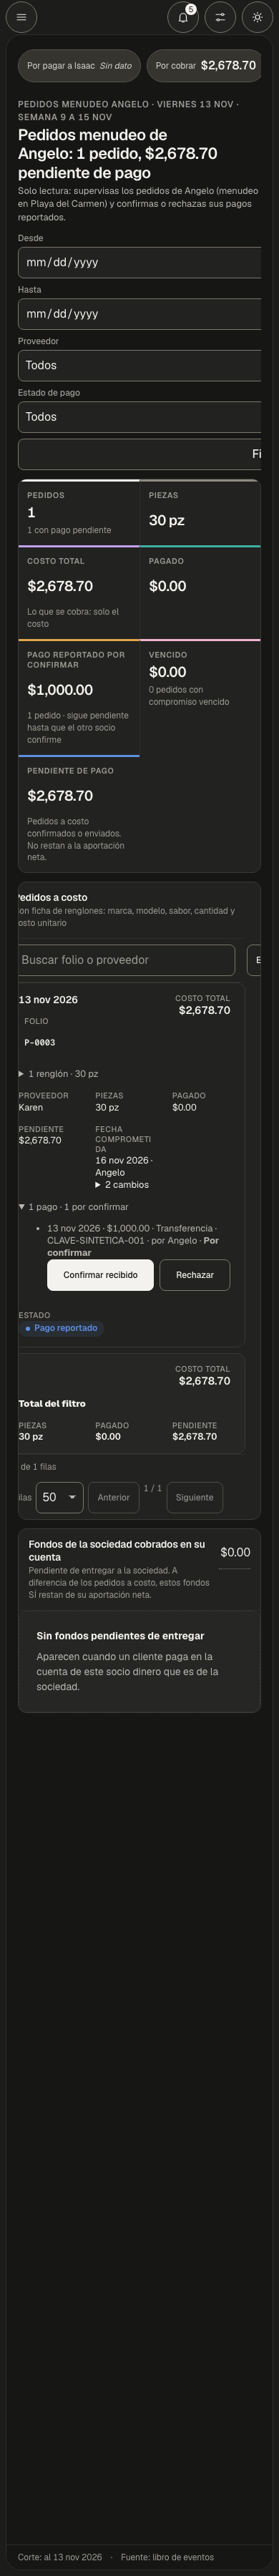 5
Por pagar a Isaac Sin dato
Por cobrar $2,678.70
PEDIDOS MENUDEO ANGELO · VIERNES 13 NOV ·
SEMANA 9 A 15 NOV
Pedidos menudeo de
Angelo: 1 pedido, $2,678.70
pendiente de pago
Solo lectura: supervisas los pedidos de Angelo (menudeo
en Playa del Carmen) y confirmas o rechazas sus pagos
reportados.
Desde
mm/dd/yyyy
Hasta
mm/dd/yyyy
Proveedor
Todos
Estado de pago
Todos
Fi
PEDIDOS
1
1 con pago pendiente
PIEZAS
30 pz
COSTO TOTAL
$2,678.70
Lo que se cobra: solo el
costo
PAGADO
$0.00
PAGO REPORTADO POR
CONFIRMAR
$1,000.00
1 pedido · sigue pendiente
hasta que el otro socio
confirme
VENCIDO
$0.00
0 pedidos con
compromiso vencido
PENDIENTE DE PAGO
$2,678.70
Pedidos a costo
confirmados o enviados.
No restan a la aportación
neta.
Pedidos a costo
con ficha de renglones: marca, modelo, sabor, cantidad y
costo unitario
Buscar folio o proveedor
E
13 nov 2026
COSTO TOTAL
$2,678.70
FOLIO
P-0003
1 renglón · 30 pz
PROVEEDOR
Karen
PIEZAS
30 pz
PAGADO
$0.00
PENDIENTE
$2,678.70
FECHA
COMPROMETI
DA
16 nov 2026 ·
Angelo
2 cambios
1 pago · 1 por confirmar
13 nov 2026 · $1,000.00 · Transferencia ·
CLAVE-SINTETICA-001 · por Angelo · Por
confirmar
Confirmar recibido
Rechazar
ESTADO
Pago reportado
COSTO TOTAL
$2,678.70
Total del filtro
PIEZAS
30 pz
PAGADO
$0.00
PENDIENTE
$2,678.70
de 1 filas
ilas
50
Anterior
1 / 1
Siguiente
Fondos de la sociedad cobrados en su
cuenta
$0.00
Pendiente de entregar a la sociedad. A
diferencia de los pedidos a costo, estos fondos
SÍ restan de su aportación neta.
Sin fondos pendientes de entregar
Aparecen cuando un cliente paga en la
cuenta de este socio dinero que es de la
sociedad.
Corte: al 13 nov 2026 · Fuente: libro de eventos